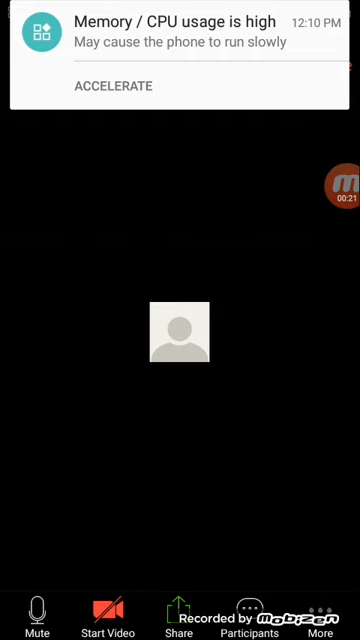 Memory / CPU usage is high 12:10 PM
May cause the phone to run slowly
ACCELERATE
00:21
Recorded by mobizen
Mute Start Video Share Participants More